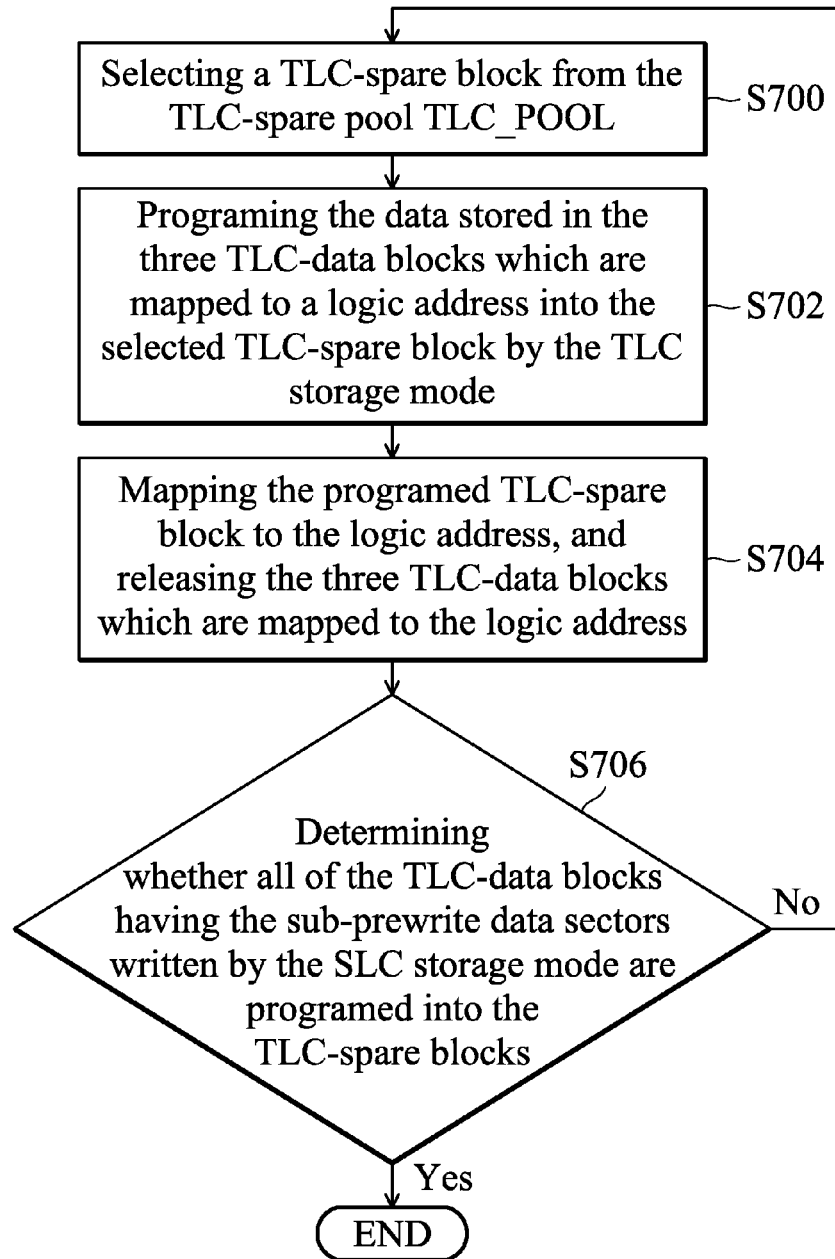 Selecting a TLC-spare block from the
TLC-spare pool TLC_POOL
S700
Programing the data stored in the
three TLC-data blocks which are
mapped to a logic address into the
selected TLC-spare block by the TLC
storage mode
S702
Mapping the programed TLC-spare
block to the logic address, and
releasing the three TLC-data blocks
which are mapped to the logic address
S704
S706
Determining
whether all of the TLC-data blocks
having the sub-prewrite data sectors
written by the SLC storage mode are
programed into the
TLC-spare blocks
No
Yes
END